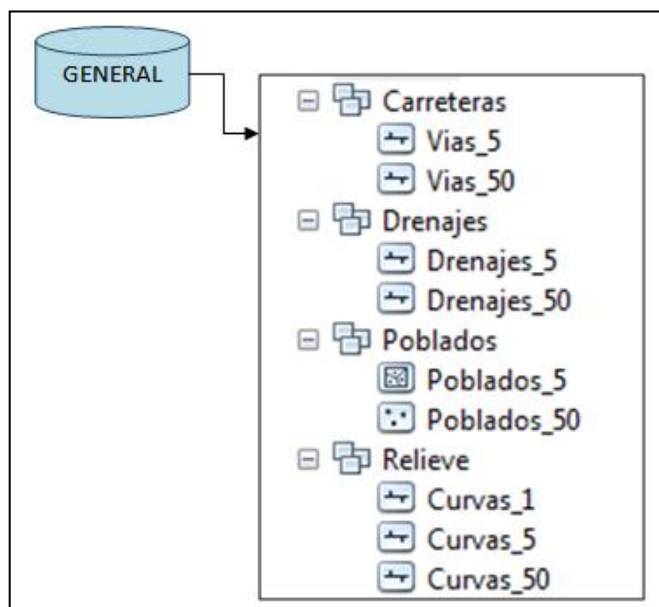 GENERAL
Carreteras
Vias_5
Vias_50
Drenajes
Drenajes_5
Drenajes_50
Poblados
Poblados_5
Poblados_50
Relieve
Curvas_1
Curvas_5
Curvas_50